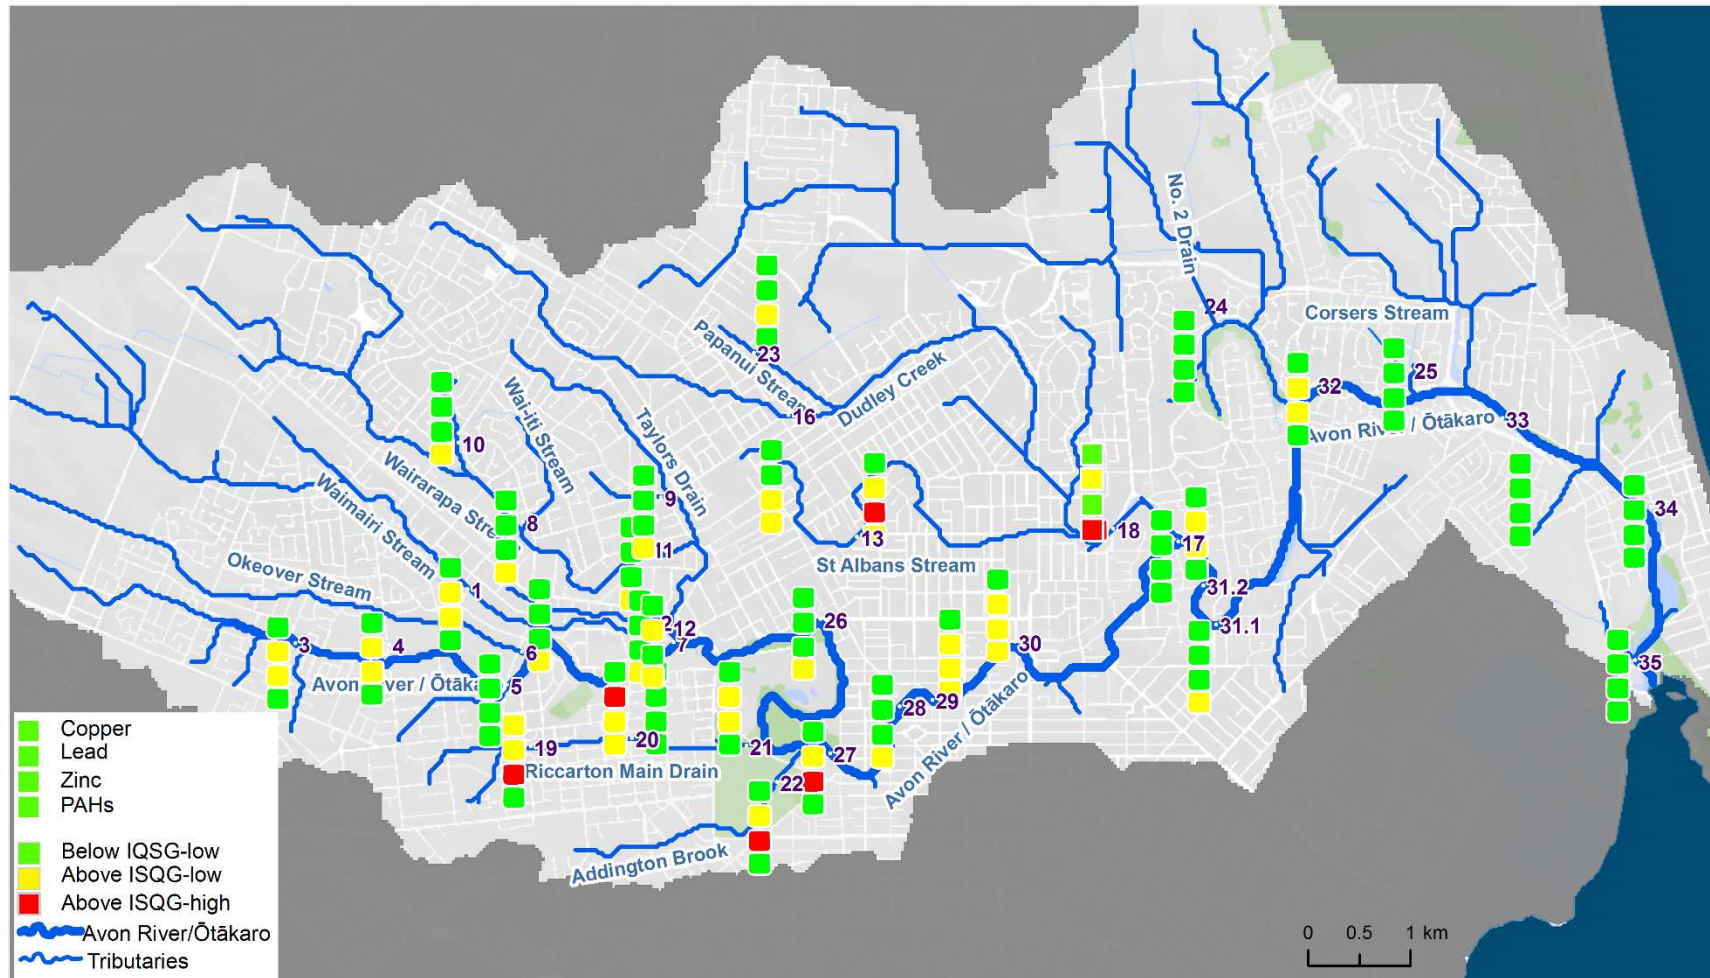 No. 2 Drain
24
Corsers Stream
23
Papanui Stream
Dudley Creek
16
32
25
Avon River / Ōtākaro
33
10
Wai-iti Stream
Taylors Drain
Wairarapa Stre
8
9
Waimairi Stream
13
18
17
34
11
St Albans Stream
Okeover Stream
1
31.2
2
12
26
31.1
3
4
6
7
30
35
Avon River / Ōtāka
5
28
29
Avon River / Ōtākaro
19
20
21
27
Riccarton Main Drain
22
Addington Brook
Copper
Lead
Zinc
PAHs
Below IQSG-low
Above ISQG-low
Above ISQG-high
Avon River/Ōtākaro
Tributaries
0 0.5 1 km